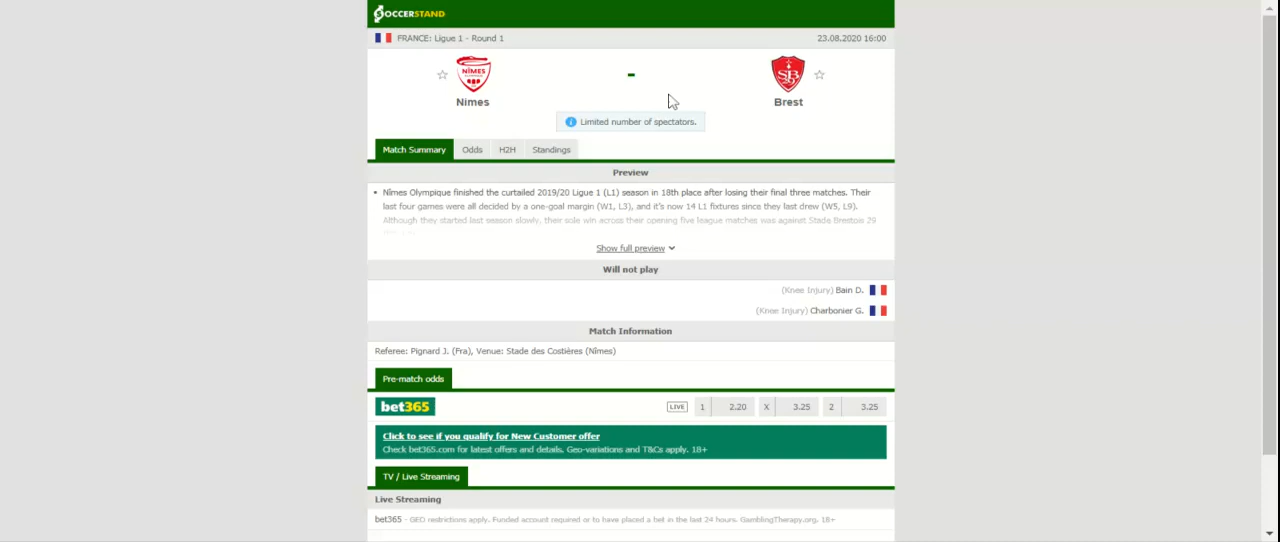 SOCCERSTAND
FRANCE: Ligue 1 - Round 1 23.08.2020 16:00
NÎMES
Nimes - Brest
Limited number of spectators.
Match Summary Odds H2H Standings
Preview
Nîmes Olympique finished the curtailed 2019/20 Ligue 1 (L1) season in 18th place after losing their final three matches. Their
last four games were all decided by a one-goal margin (W1, L3), and it's now 14 L1 fixtures since they last drew (W5, L9).
Although they started last season slowly, their sole win across their opening five league matches was against Stade Brestois 29
Show full preview
Will not play
(Knee Injury) Bain D.
(Knee Injury) Charbonier G.
Match Information
Referee: Pignard J. (Fra), Venue: Stade des Costières (Nîmes)
Pre-match odds
bet365 LIVE 1 2.20 X 3.25 2 3.25
Click to see if you qualify for New Customer offer
Check bet365.com for latest offers and details. Geo-variations and T&Cs apply. 18+
TV / Live Streaming
Live Streaming
bet365 - GEO restrictions apply. Funded account required or to have placed a bet in the last 24 hours. GamblingTherapy.org. 18+